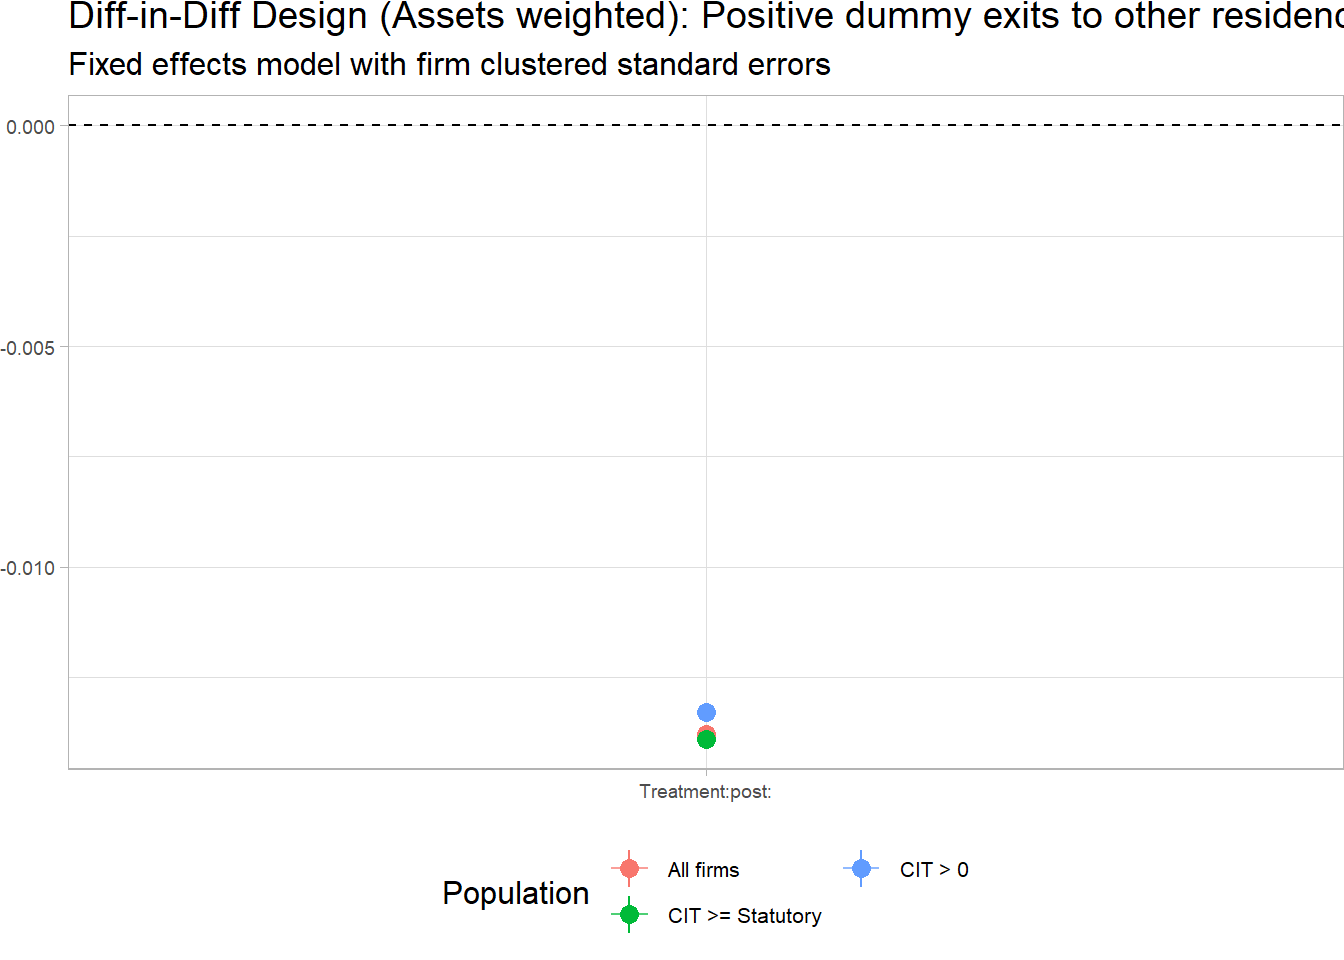 Diff-in-Diff Design (Assets weighted): Positive dummy exits to other residenc
Fixed effects model with firm clustered standard errors
0.000
-0.005
-0.010
Treatment:post:
Population
All firms
CIT > 0
CIT >= Statutory